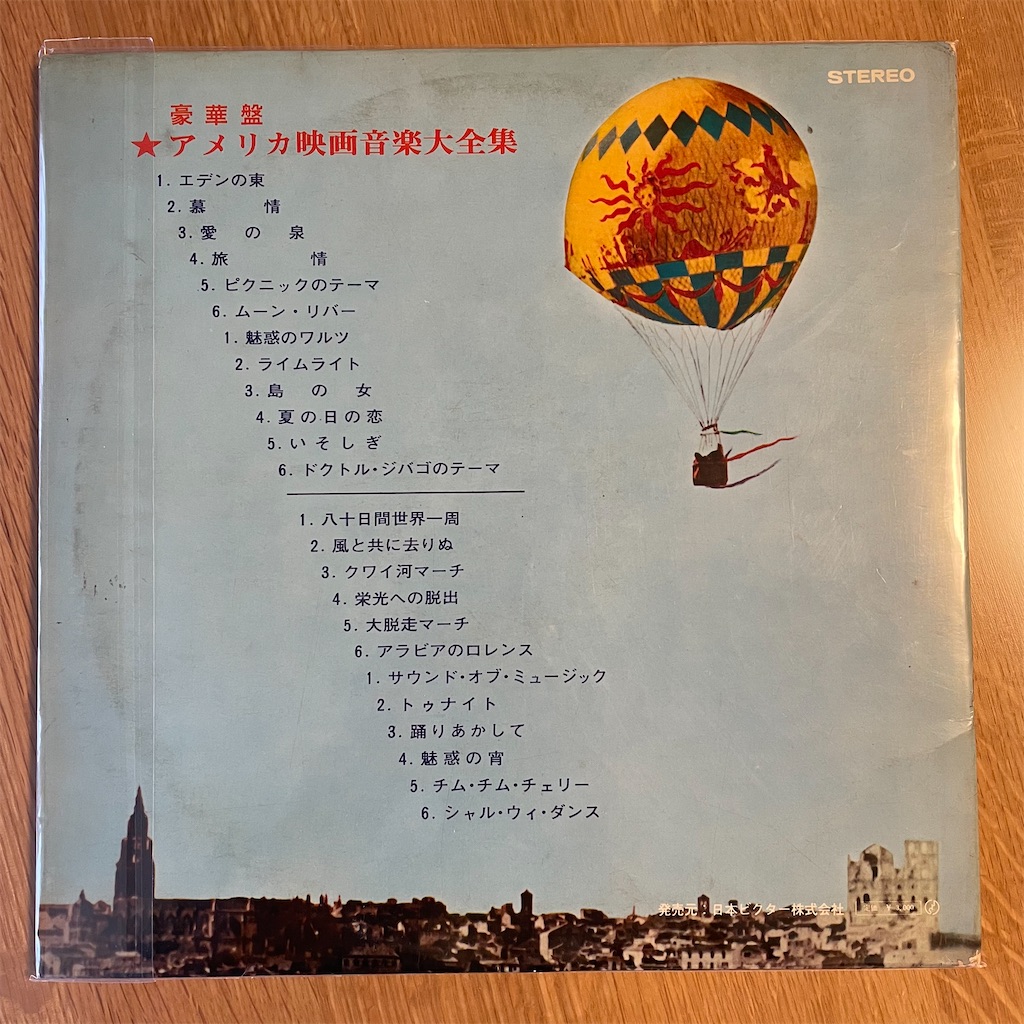 STEREO
豪華盤
★アメリカ映画音楽大全集
1. エデンの東
2. 慕情
3. 愛の泉
4. 旅情
5. ピクニックのテーマ
6. ムーン・リバー
1. 魅惑のワルツ
2. ライムライト
3. 島の女
4. 夏の日の恋
5. いそしぎ
6. ドクトル・ジバゴのテーマ
1. 八十日間世界一周
2. 風と共に去りぬ
3. クワイ河マーチ
4. 栄光への脱出
5. 大脱走マーチ
6. アラビアのロレンス
1. サウンド・オブ・ミュージック
2. トゥナイト
3. 踊りあかして
4. 魅惑の宵
5. チム・チム・チェリー
6. シャル・ウィ・ダンス
発売元:日本ビクター株式会社 定価 ¥3,000